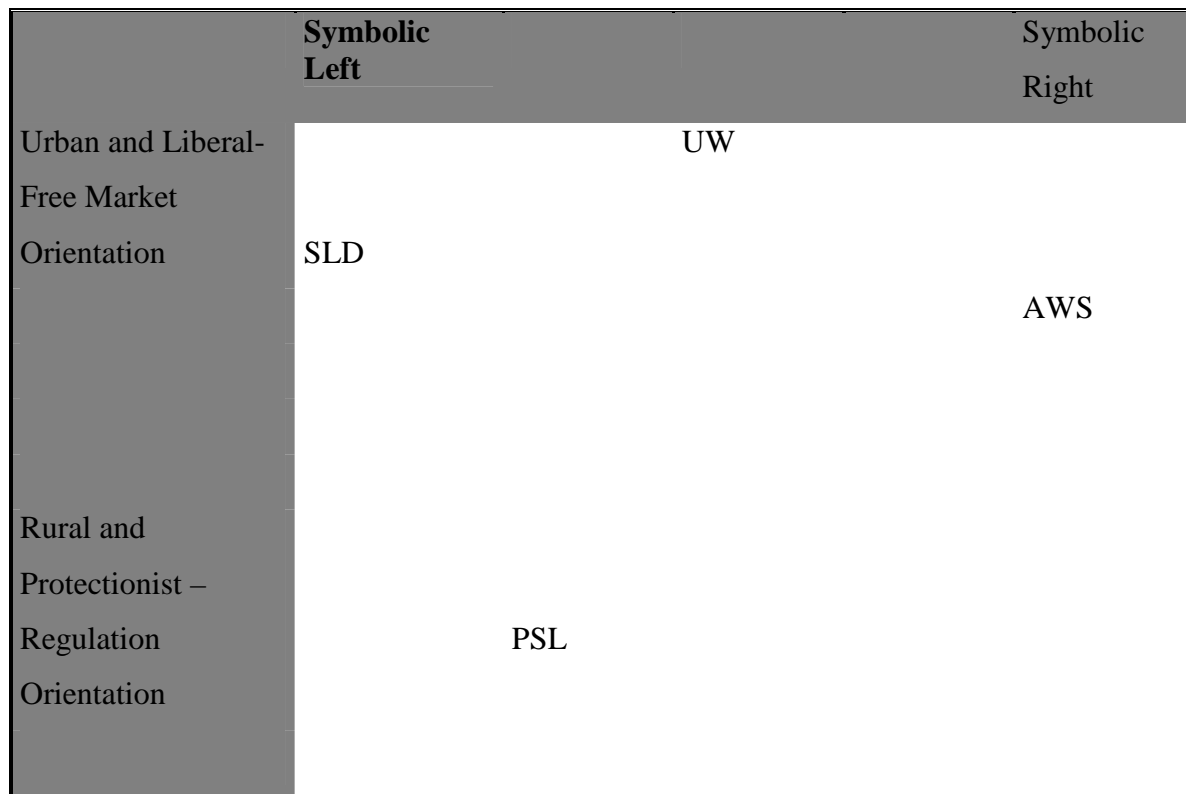 Symbolic Left
Symbolic Right
Urban and Liberal-
Free Market
Orientation
UW
SLD
AWS
Rural and
Protectionist –
Regulation
Orientation
PSL